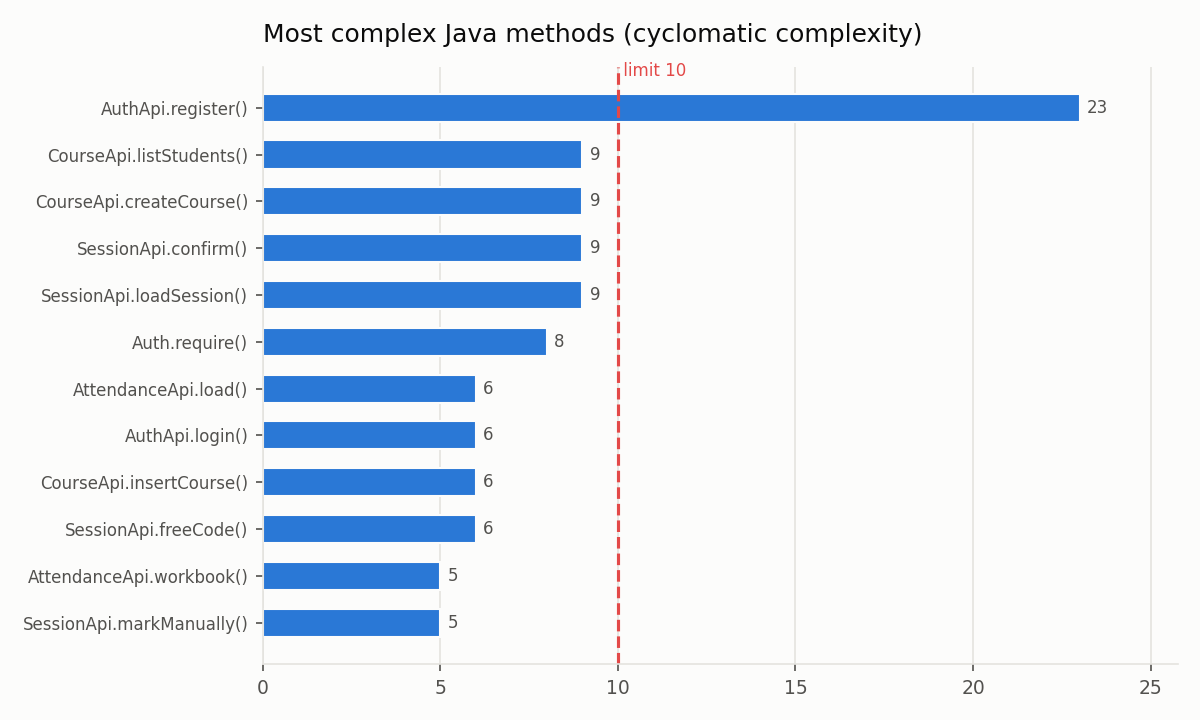 Most complex Java methods (cyclomatic complexity)
limit 10
AuthApi.register() 23
CourseApi.listStudents() 9
CourseApi.createCourse() 9
SessionApi.confirm() 9
SessionApi.loadSession() 9
Auth.require() 8
AttendanceApi.load() 6
AuthApi.login() 6
CourseApi.insertCourse() 6
SessionApi.freeCode() 6
AttendanceApi.workbook() 5
SessionApi.markManually() 5
0 5 10 15 20 25